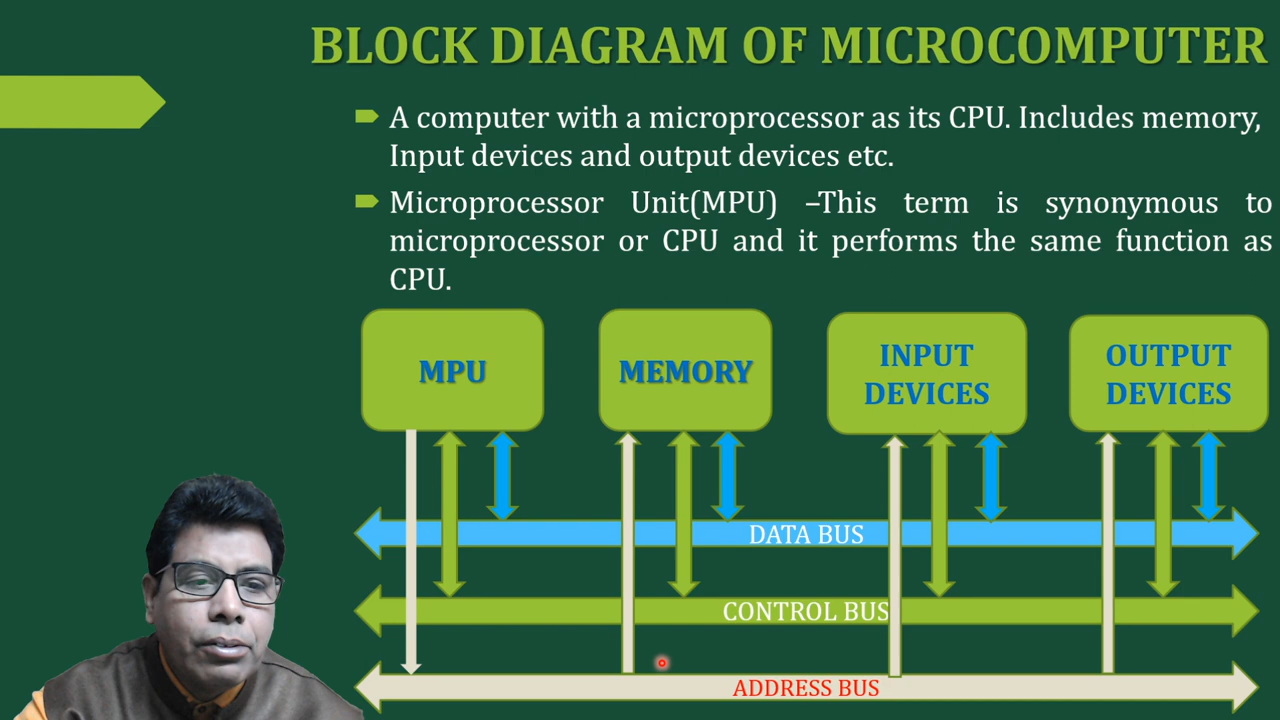 BLOCK DIAGRAM OF MICROCOMPUTER
A computer with a microprocessor as its CPU. Includes memory,
Input devices and output devices etc.
Microprocessor Unit(MPU) –This term is synonymous to
microprocessor or CPU and it performs the same function as
CPU.
MPU
MEMORY
INPUT
DEVICES
OUTPUT
DEVICES
DATA BUS
CONTROL BUS
ADDRESS BUS